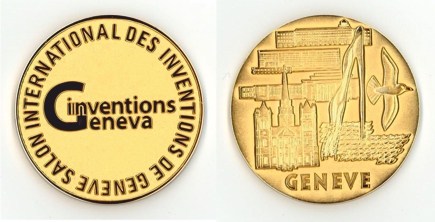 SALON INTERNATIONAL DES INVENTIONS DE GENEVE
inventions
Geneva
GENEVE